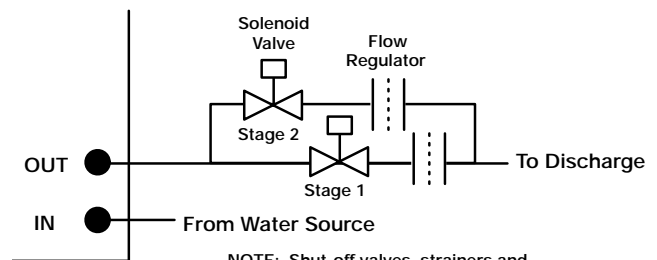 Solenoid
Valve
Flow
Regulator
Stage 2
OUT
To Discharge
Stage 1
IN
From Water Source
NOTE: Shut-off valves, strainers and